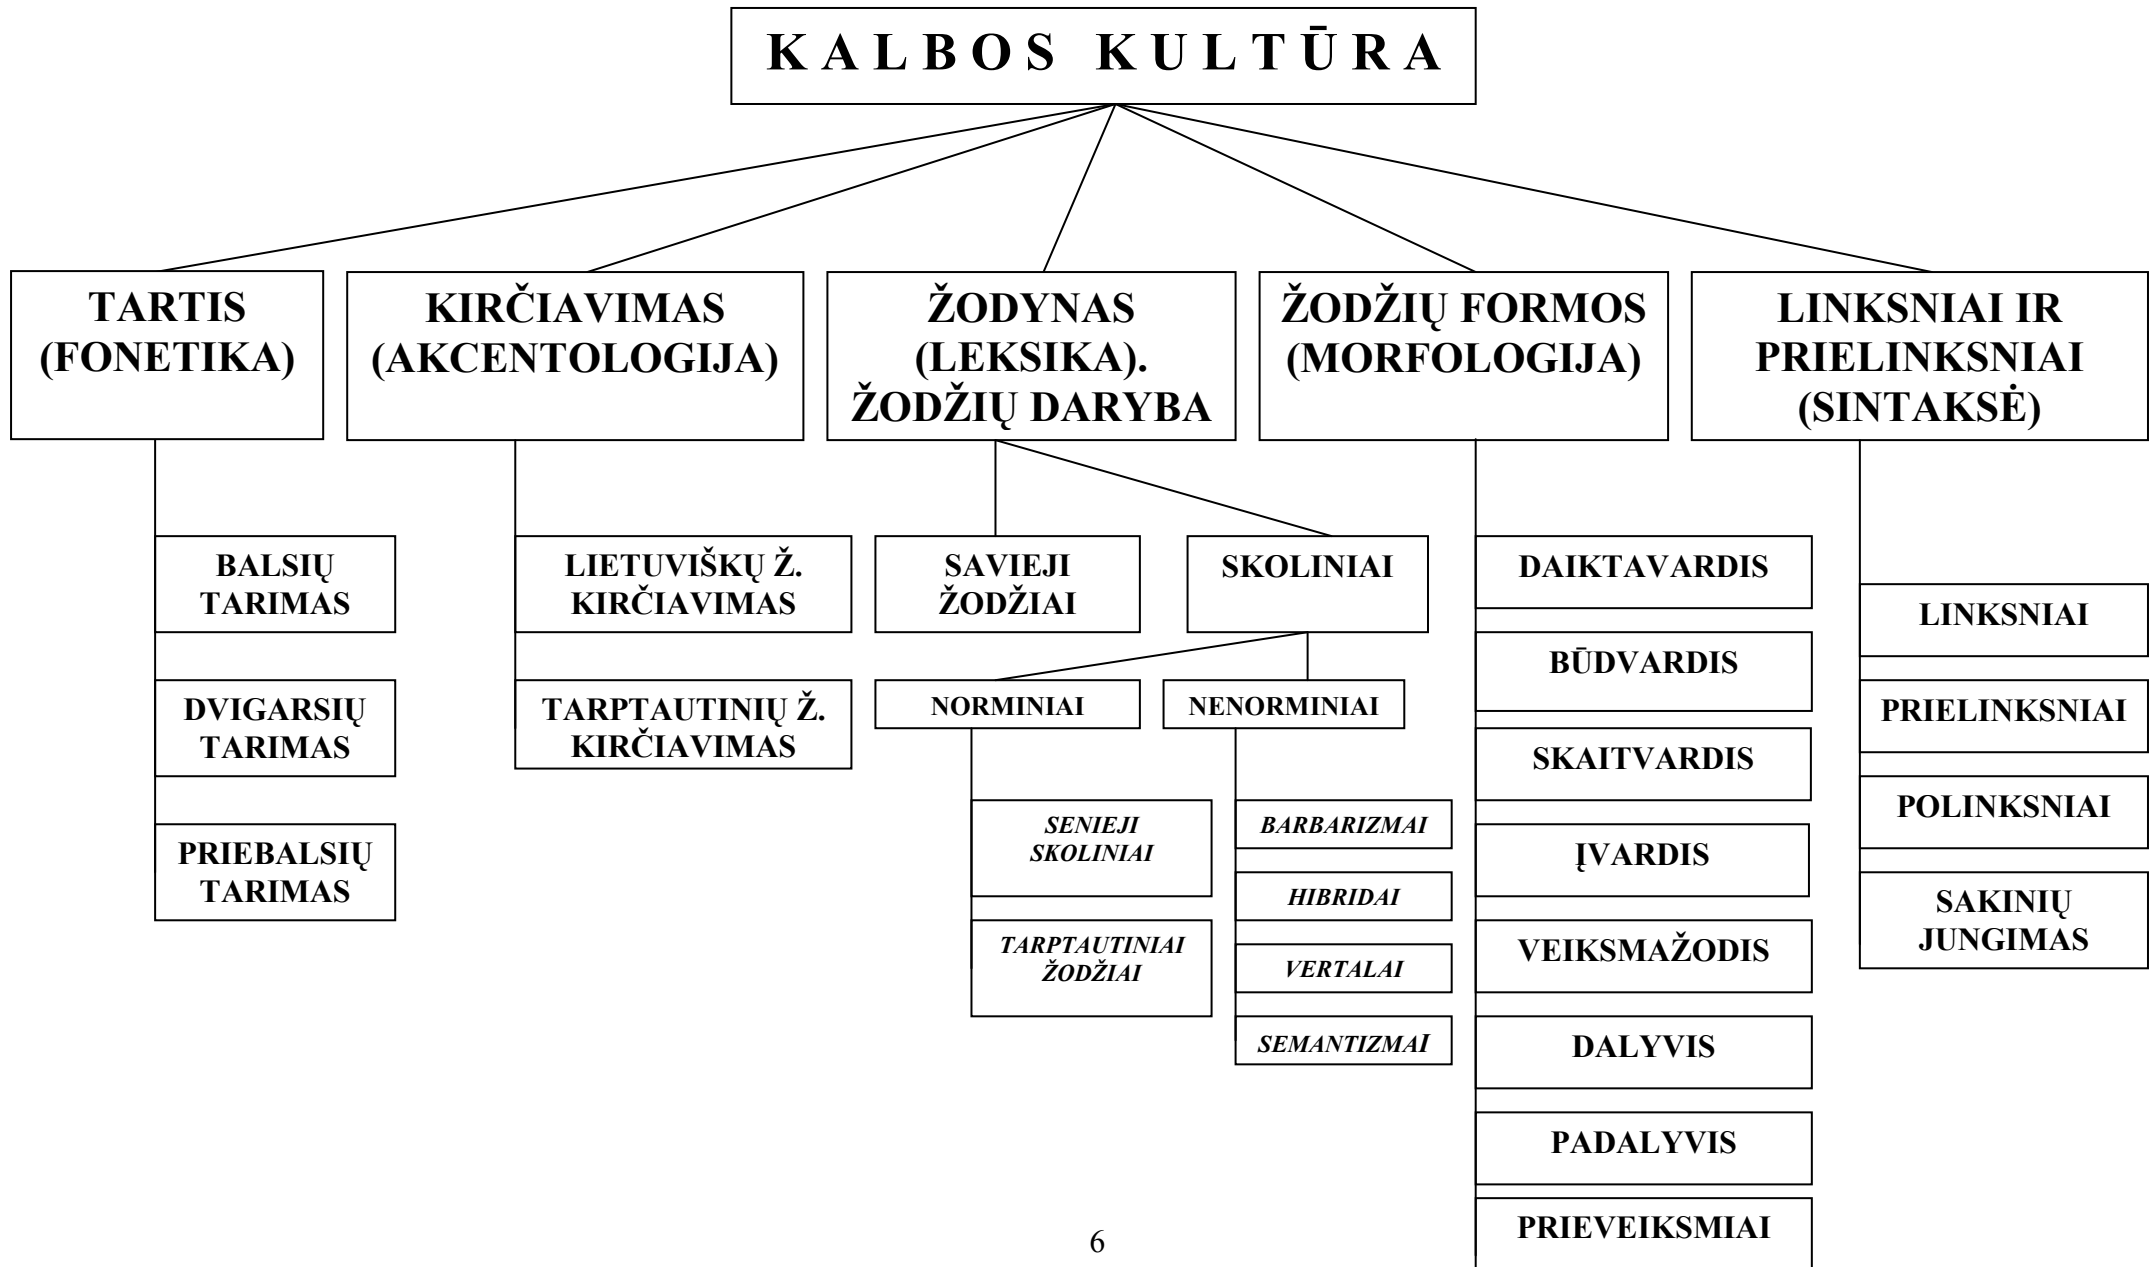 KALBOS KULTŪRA
TARTIS
(FONETIKA)
KIRČIAVIMAS
(AKCENTOLOGIJA)
ŽODYNAS
(LEKSIKA).
ŽODŽIŲ DARYBA
ŽODŽIŲ FORMOS
(MORFOLOGIJA)
LINKSNIAI IR
PRIELINKSNIAI
(SINTAKSĖ)
BALSIŲ
TARIMAS
DVIGARSIŲ
TARIMAS
PRIEBALSIŲ
TARIMAS
LIETUVIŠKŲ Ž.
KIRČIAVIMAS
TARPTAUTINIŲ Ž.
KIRČIAVIMAS
SAVIEJI
ŽODŽIAI
SKOLINIAI
NORMINIAI
NENORMINIAI
SENIEJI
SKOLINIAI
TARPTAUTINIAI
ŽODŽIAI
BARBARIZMAI
HIBRIDAI
VERTALAI
SEMANTIZMAI
DAIKTAVARDIS
BŪDVARDIS
SKAITVARDIS
ĮVARDIS
VEIKSMAŽODIS
DALYVIS
PADALYVIS
PRIEVEIKSMIAI
LINKSNIAI
PRIELINKSNIAI
POLINKSNIAI
SAKINIŲ
JUNGIMAS
6